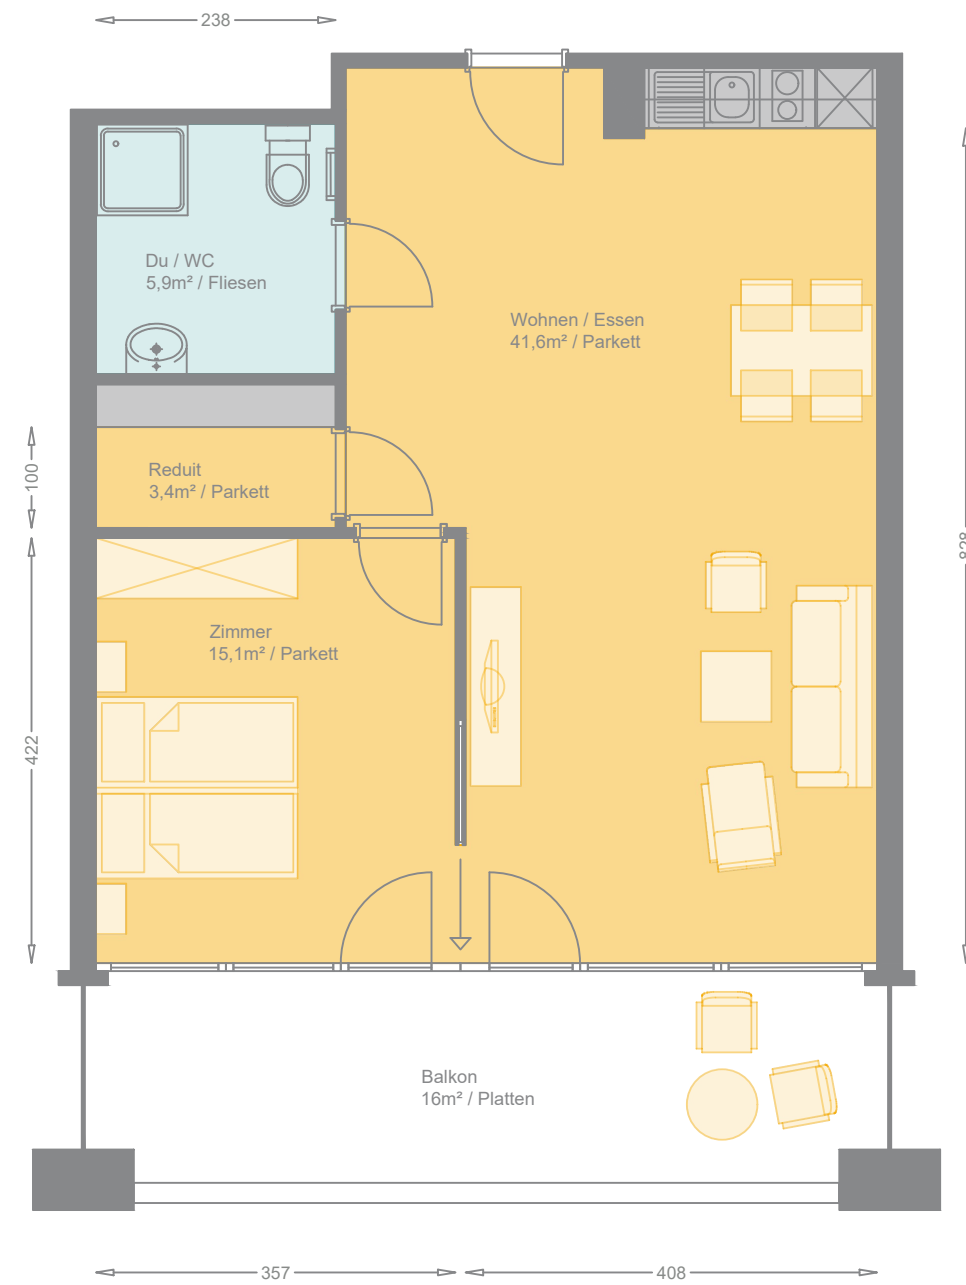 238
Du / WC
5,9m² / Fliesen
Wohnen / Essen
41,6m² / Parkett
100
Reduit
3,4m² / Parkett
828
Zimmer
15,1m² / Parkett
422
Balkon
16m² / Platten
357
408